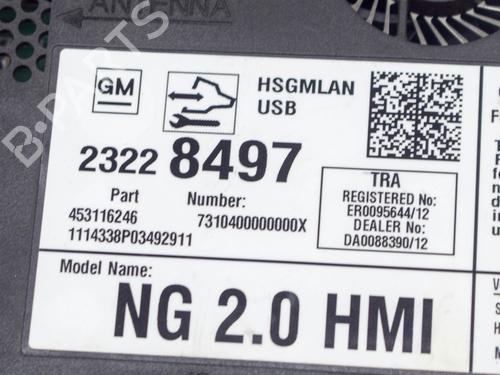 ANTENNA
GM
HSGMLAN
USB
2322 8497
Part Number:
453116246 7310400000000X
1114338P03492911
TRA
REGISTERED No:
ER0095644/12
DEALER No:
DA0088390/12
Model Name:
NG 2.0 HMI
B-PARTS